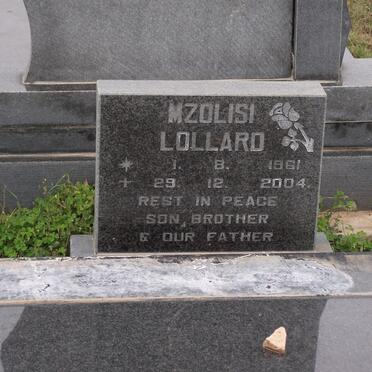 MZOLISI
LOLLARD
* 1. 8. 1961
+ 29. 12. 2004
REST IN PEACE
SON, BROTHER
& OUR FATHER